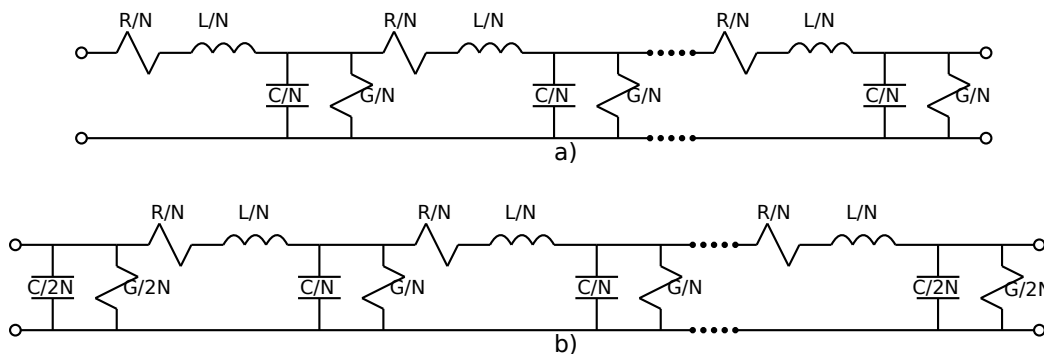 R/N L/N R/N L/N R/N L/N
C/N G/N C/N G/N C/N G/N
a)
R/N L/N R/N L/N R/N L/N
C/2N G/2N C/N G/N C/N G/N C/2N G/2N
b)